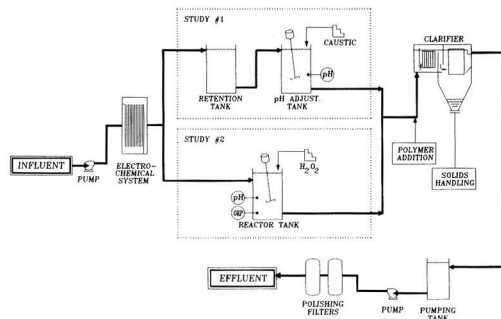 STUDY #1
CAUSTIC
pH
RETENTION
TANK
pH ADJUST.
TANK
CLARIFIER
STUDY #2
H₂O₂
pH
ORP
REACTOR TANK
INFLUENT
PUMP
ELECTRO-
CHEMICAL
SYSTEM
POLYMER
ADDITION
SOLIDS
HANDLING
EFFLUENT
POLISHING
FILTERS
PUMP
PUMPING
TANK